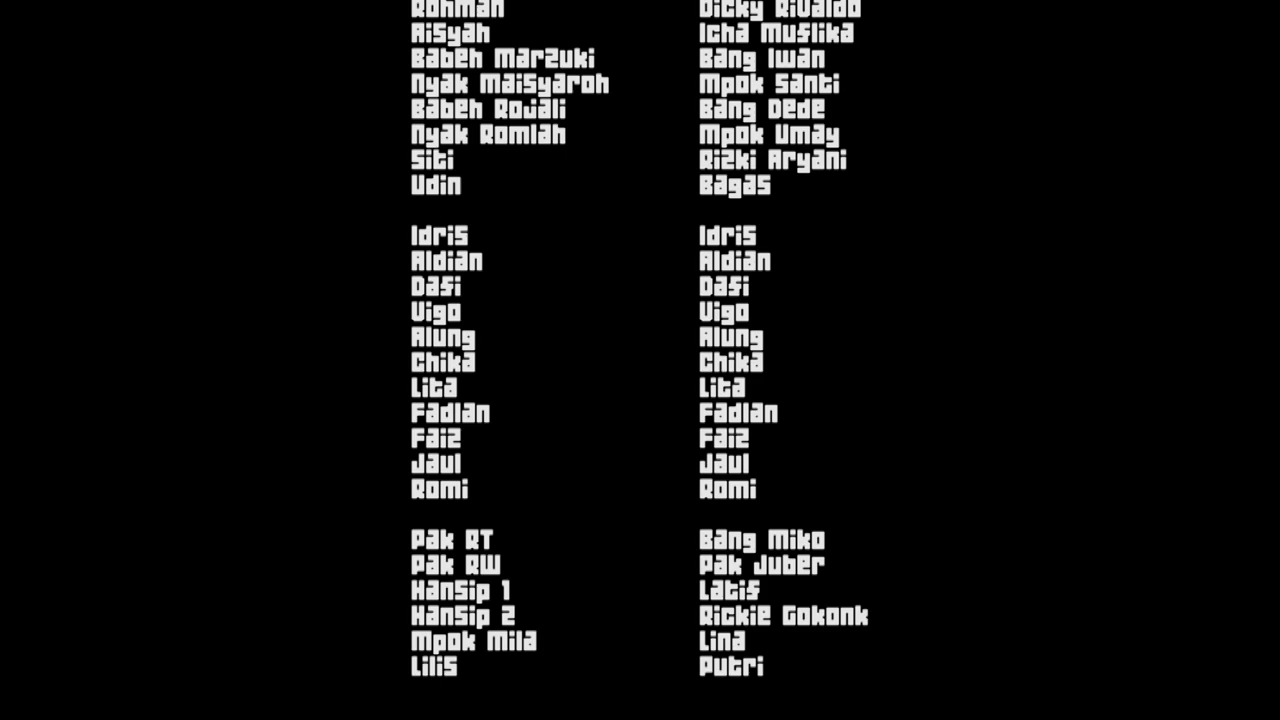 Rohman Dicky Rivaldo
Aisyah Icha Muslika
Babeh Marzuki Bang Iwan
Nyak Maisyaroh Mpok Santi
Babeh Rojali Bang Dede
Nyak Romlah Mpok Umay
Siti Rizki Aryani
Udin Bagas
Idris Idris
Aldian Aldian
Dafi Dafi
Vigo Vigo
Alung Alung
Chika Chika
Lita Lita
Fadlan Fadlan
Faiz Faiz
Jaul Jaul
Romi Romi
Pak RT Bang Miko
Pak RW Pak Juber
Hansip 1 Latif
Hansip 2 Rickie Gokonk
Mpok Mila Lina
Lilis Putri